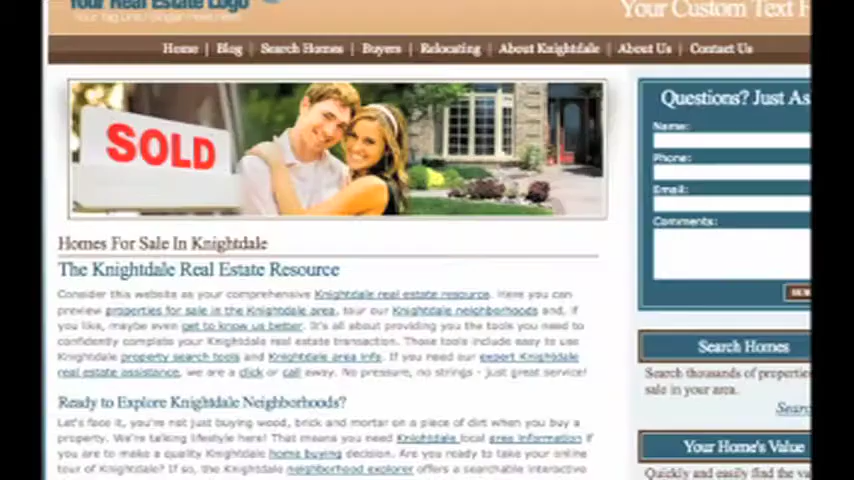 Your Real Estate Logo
Your Custom Text H
Home | Blog | Search Homes | Buyers | Relocating | About Knightdale | About Us | Contact Us
SOLD
Questions? Just As
Name:
Phone:
Email:
Comments:
Homes For Sale In Knightdale
The Knightdale Real Estate Resource
Consider this website as your comprehensive Knightdale real estate resource. Here you can
preview properties for sale in the Knightdale area, tour our Knightdale neighborhoods and, if
you like, maybe even get to know us better. It's all about providing you the tools you need to
confidently complete your Knightdale real estate transaction. Those tools include easy to use
Knightdale property search tools and Knightdale area info. If you need our expert Knightdale
real estate assistance, we are a click or call away. No pressure, no strings - just great service!
Ready to Explore Knightdale Neighborhoods?
Let's face it, you're not just buying wood, brick and mortar on a piece of dirt when you buy a
property. We're talking lifestyle here! That means you need Knightdale local area information if
you are to make a quality Knightdale home buying decision. Are you ready to take your online
tour of Knightdale? If so, the Knightdale neighborhood explorer offers a searchable interactive
Search Homes
Search thousands of properties
sale in your area.
Searc
Your Home's Value
Quickly and easily find the va